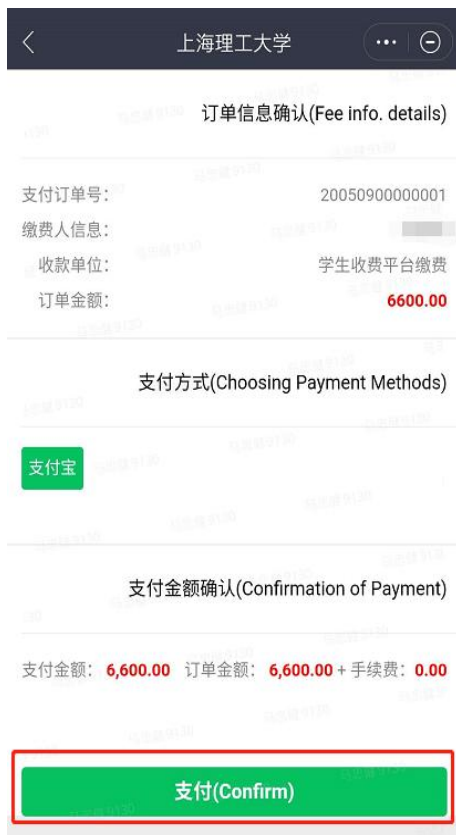 上海理工大学
订单信息确认(Fee info. details)
支付订单号: 20050900000001
缴费人信息:
收款单位: 学生收费平台缴费
订单金额: 6600.00
支付方式(Choosing Payment Methods)
支付宝
支付金额确认(Confirmation of Payment)
支付金额: 6,600.00 订单金额: 6,600.00 + 手续费: 0.00
支付(Confirm)